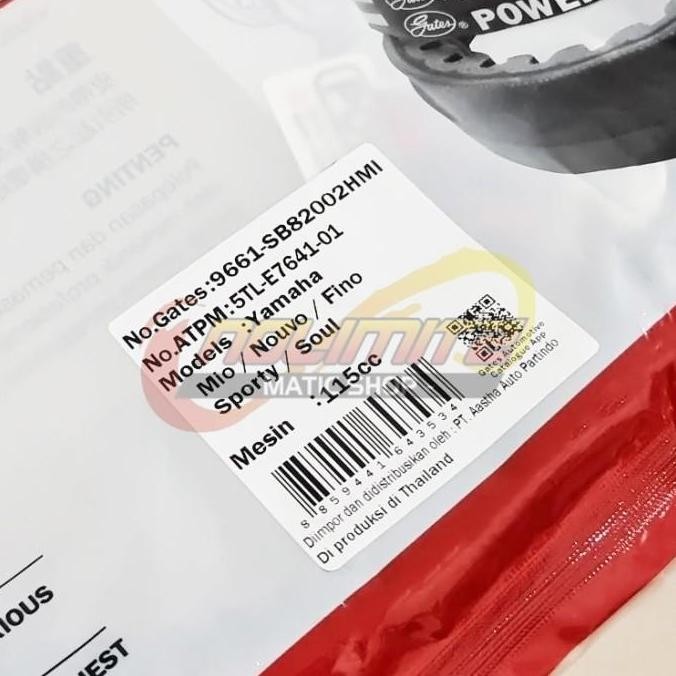 Gates
Gates ® POWER
PENTING
No.Gates:9661-SB82002HMI
No.ATPM:5TL-E7641-01
Models :Yamaha
Mio / Nouvo / Fino
Sporty / Soul
Mesin :115cc
MATIC SHOP
Gates Automotive
Catalogue App
8 859441 643534
Diimpor dan didistribusikan oleh : PT. Aastha Auto Partindo
Di produksi di Thailand